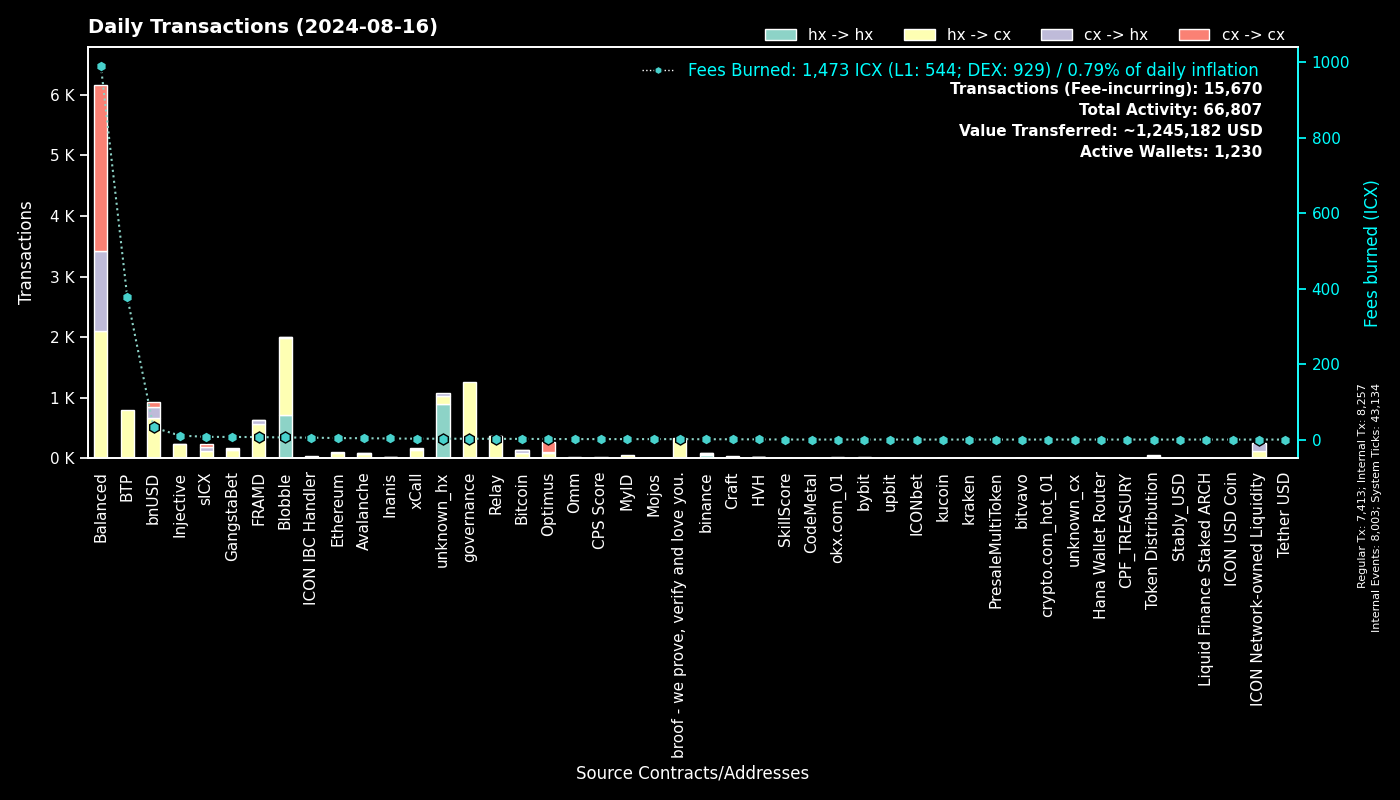 Daily Transactions (2024-08-16)
hx -> hx
hx -> cx
cx -> hx
cx -> cx
Fees Burned: 1,473 ICX (L1: 544; DEX: 929) / 0.79% of daily inflation
Transactions (Fee-incurring): 15,670
Total Activity: 66,807
Value Transferred: ~1,245,182 USD
Active Wallets: 1,230
Transactions
6 K
5 K
4 K
3 K
2 K
1 K
0 K
1000
800
600
400
200
0
Fees burned (ICX)
Regular Tx: 7,413; Internal Tx: 8,257
Internal Events: 8,003; System Ticks: 43,134
Balanced
BTP
bnUSD
Injective
sICX
GangstaBet
FRAMD
Blobble
ICON IBC Handler
Ethereum
Avalanche
Inanis
xCall
unknown_hx
governance
Relay
Bitcoin
Optimus
Omm
CPS Score
MyID
Mojos
broof - we prove, verify and love you.
binance
Craft
HVH
SkillScore
CodeMetal
okx.com_01
bybit
upbit
ICONbet
kucoin
kraken
PresaleMultiToken
bitvavo
crypto.com_hot_01
unknown_cx
Hana Wallet Router
CPF_TREASURY
Token Distribution
Stably_USD
Liquid Finance Staked ARCH
ICON USD Coin
ICON Network-owned Liquidity
Tether USD
Source Contracts/Addresses